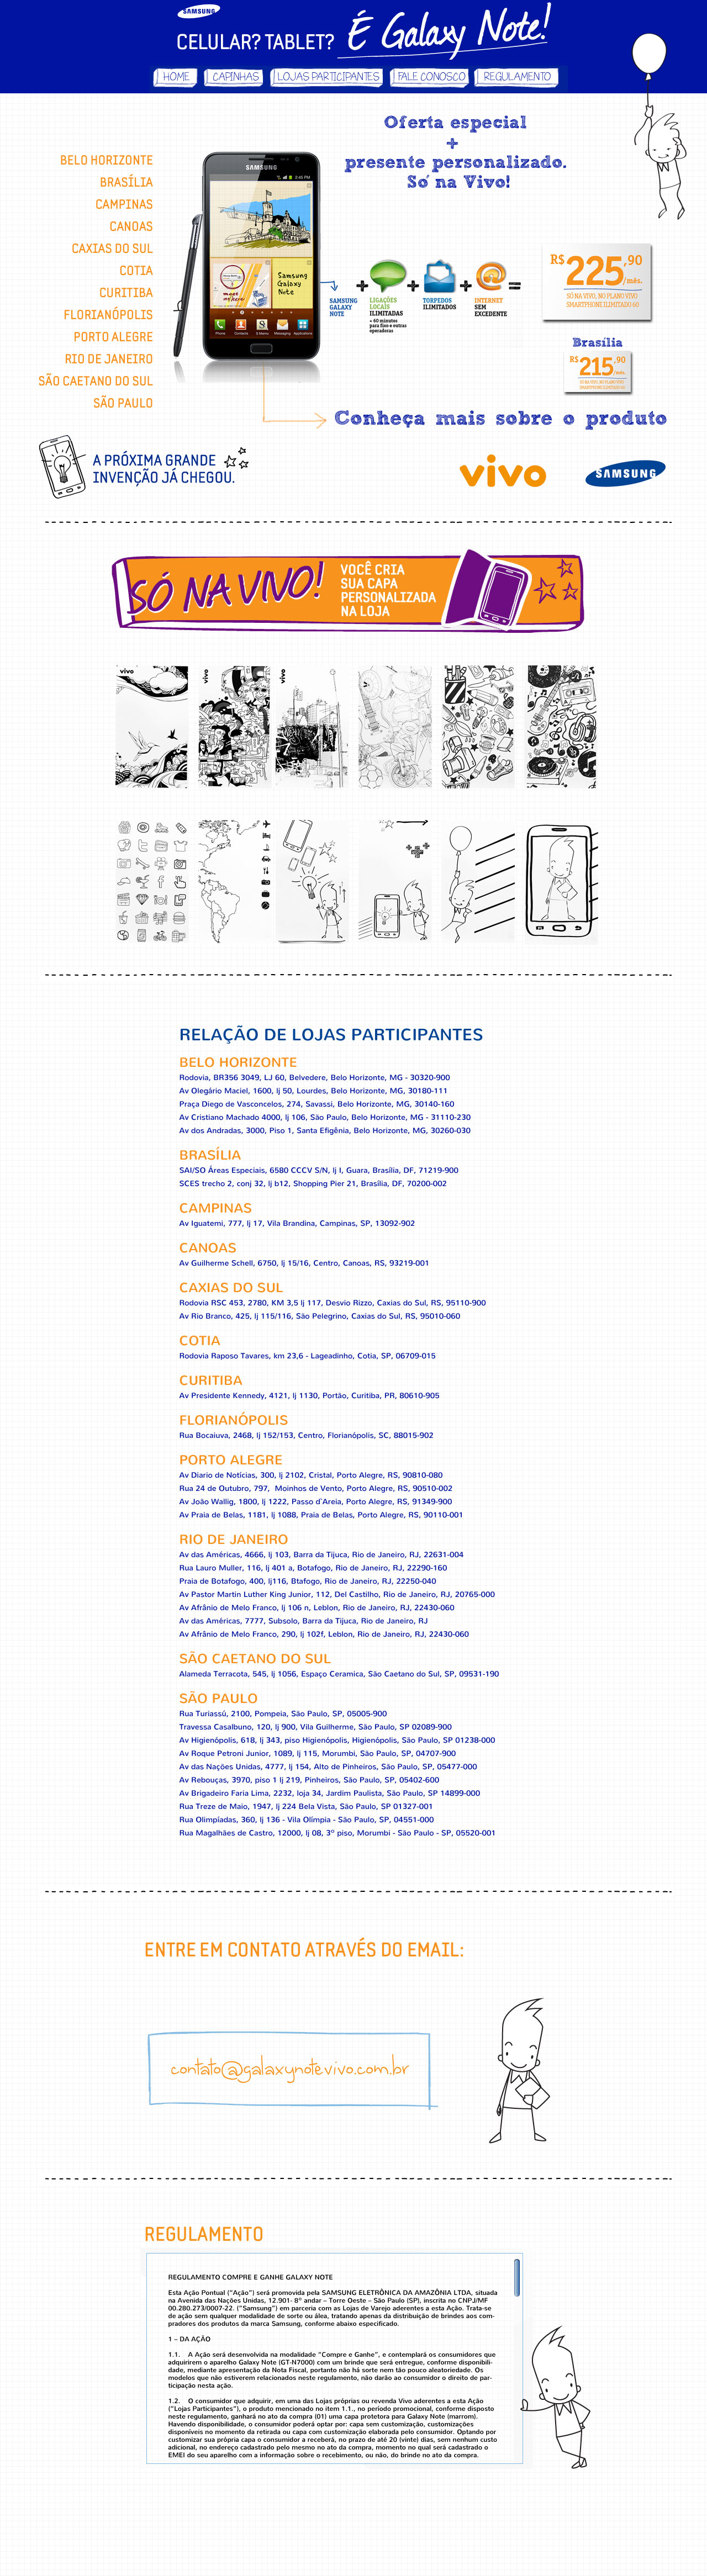 SAMSUNG
CELULAR? TABLET? É Galaxy Note!
HOME CAPINHAS LOJAS PARTICIPANTES FALE CONOSCO REGULAMENTO
Oferta especial
+
presente personalizado.
Só na Vivo!
BELO HORIZONTE
BRASÍLIA
CAMPINAS
CANOAS
CAXIAS DO SUL
COTIA
CURITIBA
FLORIANÓPOLIS
PORTO ALEGRE
RIO DE JANEIRO
SÃO CAETANO DO SUL
SÃO PAULO
SAMSUNG
2:45 PM
Samsung
Galaxy
Note
Phone Contacts S Memo Messaging Applications
SAMSUNG
GALAXY
NOTE
+
LIGAÇÕES
LOCAIS
ILIMITADAS
+ 60 minutos
para fixo e outras
operadoras
+
TORPEDOS
ILIMITADOS
+
INTERNET
SEM
EXCEDENTE
=
R$ 225,90
/mês.
SÓ NA VIVO, NO PLANO VIVO
SMARTPHONE ILIMITADO 60
Brasília
R$ 215,90
/mês.
SÓ NA VIVO, NO PLANO VIVO
SMARTPHONE ILIMITADO 60
Conheça mais sobre o produto
A PRÓXIMA GRANDE
INVENÇÃO JÁ CHEGOU.
vivo
SAMSUNG
SÓ NA VIVO!
VOCÊ CRIA
SUA CAPA
PERSONALIZADA
NA LOJA
vivo
vivo
vivo
RELAÇÃO DE LOJAS PARTICIPANTES
BELO HORIZONTE
Rodovia, BR356 3049, LJ 60, Belvedere, Belo Horizonte, MG - 30320-900
Av Olegário Maciel, 1600, lj 50, Lourdes, Belo Horizonte, MG, 30180-111
Praça Diego de Vasconcelos, 274, Savassi, Belo Horizonte, MG, 30140-160
Av Cristiano Machado 4000, lj 106, São Paulo, Belo Horizonte, MG - 31110-230
Av dos Andradas, 3000, Piso 1, Santa Efigênia, Belo Horizonte, MG, 30260-030
BRASÍLIA
SAI/SO Áreas Especiais, 6580 CCCV S/N, lj I, Guara, Brasília, DF, 71219-900
SCES trecho 2, conj 32, lj b12, Shopping Pier 21, Brasília, DF, 70200-002
CAMPINAS
Av Iguatemi, 777, lj 17, Vila Brandina, Campinas, SP, 13092-902
CANOAS
Av Guilherme Schell, 6750, lj 15/16, Centro, Canoas, RS, 93219-001
CAXIAS DO SUL
Rodovia RSC 453, 2780, KM 3,5 lj 117, Desvio Rizzo, Caxias do Sul, RS, 95110-900
Av Rio Branco, 425, lj 115/116, São Pelegrino, Caxias do Sul, RS, 95010-060
COTIA
Rodovia Raposo Tavares, km 23,6 - Lageadinho, Cotia, SP, 06709-015
CURITIBA
Av Presidente Kennedy, 4121, lj 1130, Portão, Curitiba, PR, 80610-905
FLORIANÓPOLIS
Rua Bocaiuva, 2468, lj 152/153, Centro, Florianópolis, SC, 88015-902
PORTO ALEGRE
Av Diario de Noticias, 300, lj 2102, Cristal, Porto Alegre, RS, 90810-080
Rua 24 de Outubro, 797, Moinhos de Vento, Porto Alegre, RS, 90510-002
Av João Wallig, 1800, lj 1222, Passo d'Areia, Porto Alegre, RS, 91349-900
Av Praia de Belas, 1181, lj 1088, Praia de Belas, Porto Alegre, RS, 90110-001
RIO DE JANEIRO
Av das Américas, 4666, lj 103, Barra da Tijuca, Rio de Janeiro, RJ, 22631-004
Rua Lauro Muller, 116, lj 401 a, Botafogo, Rio de Janeiro, RJ, 22290-160
Praia de Botafogo, 400, lj116, Btafogo, Rio de Janeiro, RJ, 22250-040
Av Pastor Martin Luther King Junior, 112, Del Castilho, Rio de Janeiro, RJ, 20765-000
Av Afrânio de Melo Franco, lj 106 n, Leblon, Rio de Janeiro, RJ, 22430-060
Av das Américas, 7777, Subsolo, Barra da Tijuca, Rio de Janeiro, RJ
Av Afrânio de Melo Franco, 290, lj 102f, Leblon, Rio de Janeiro, RJ, 22430-060
SÃO CAETANO DO SUL
Alameda Terracota, 545, lj 1056, Espaço Ceramica, São Caetano do Sul, SP, 09531-190
SÃO PAULO
Rua Turiassú, 2100, Pompeia, São Paulo, SP, 05005-900
Travessa Casalbuno, 120, lj 900, Vila Guilherme, São Paulo, SP 02089-900
Av Higienópolis, 618, lj 343, piso Higienópolis, Higienópolis, São Paulo, SP 01238-000
Av Roque Petroni Junior, 1089, lj 115, Morumbi, São Paulo, SP, 04707-900
Av das Nações Unidas, 4777, lj 154, Alto de Pinheiros, São Paulo, SP, 05477-000
Av Rebouças, 3970, piso 1 lj 219, Pinheiros, São Paulo, SP, 05402-600
Av Brigadeiro Faria Lima, 2232, loja 34, Jardim Paulista, São Paulo, SP 14899-000
Rua Treze de Maio, 1947, lj 224 Bela Vista, São Paulo, SP 01327-001
Rua Olimpíadas, 360, lj 136 - Vila Olímpia - São Paulo, SP, 04551-000
Rua Magalhães de Castro, 12000, lj 08, 3º piso, Morumbi - São Paulo - SP, 05520-001
ENTRE EM CONTATO ATRAVÉS DO EMAIL:
contato@galaxynotevivo.com.br
REGULAMENTO
REGULAMENTO COMPRE E GANHE GALAXY NOTE
Esta Ação Pontual ("Ação") será promovida pela SAMSUNG ELETRÔNICA DA AMAZÔNIA LTDA, situada
na Avenida das Nações Unidas, 12.901- 8º andar – Torre Oeste – São Paulo (SP), inscrita no CNPJ/MF
00.280.273/0007-22. ("Samsung") em parceria com as Lojas de Varejo aderentes a esta Ação. Trata-se
de ação sem qualquer modalidade de sorte ou álea, tratando apenas da distribuição de brindes aos com-
pradores dos produtos da marca Samsung, conforme abaixo especificado.
1 – DA AÇÃO
1.1. A Ação será desenvolvida na modalidade "Compre e Ganhe", e contemplará os consumidores que
adquirirem o aparelho Galaxy Note (GT-N7000) com um brinde que será entregue, conforme disponibili-
dade, mediante apresentação da Nota Fiscal, portanto não há sorte nem tão pouco aleatoriedade. Os
modelos que não estiverem relacionados neste regulamento, não darão ao consumidor o direito de par-
ticipação nesta ação.
1.2. O consumidor que adquirir, em uma das Lojas próprias ou revenda Vivo aderentes a esta Ação
("Lojas Participantes"), o produto mencionado no item 1.1., no período promocional, conforme disposto
neste regulamento, ganhará no ato da compra (01) uma capa protetora para Galaxy Note (marrom).
Havendo disponibilidade, o consumidor poderá optar por: capa sem customização, customizações
disponíveis no momento da retirada ou capa com customização elaborada pelo consumidor. Optando por
customizar sua própria capa o consumidor a receberá, no prazo de até 20 (vinte) dias, sem nenhum custo
adicional, no endereço cadastrado pelo mesmo no ato da compra, momento no qual será cadastrado o
EMEI do seu aparelho com a informação sobre o recebimento, ou não, do brinde no ato da compra.